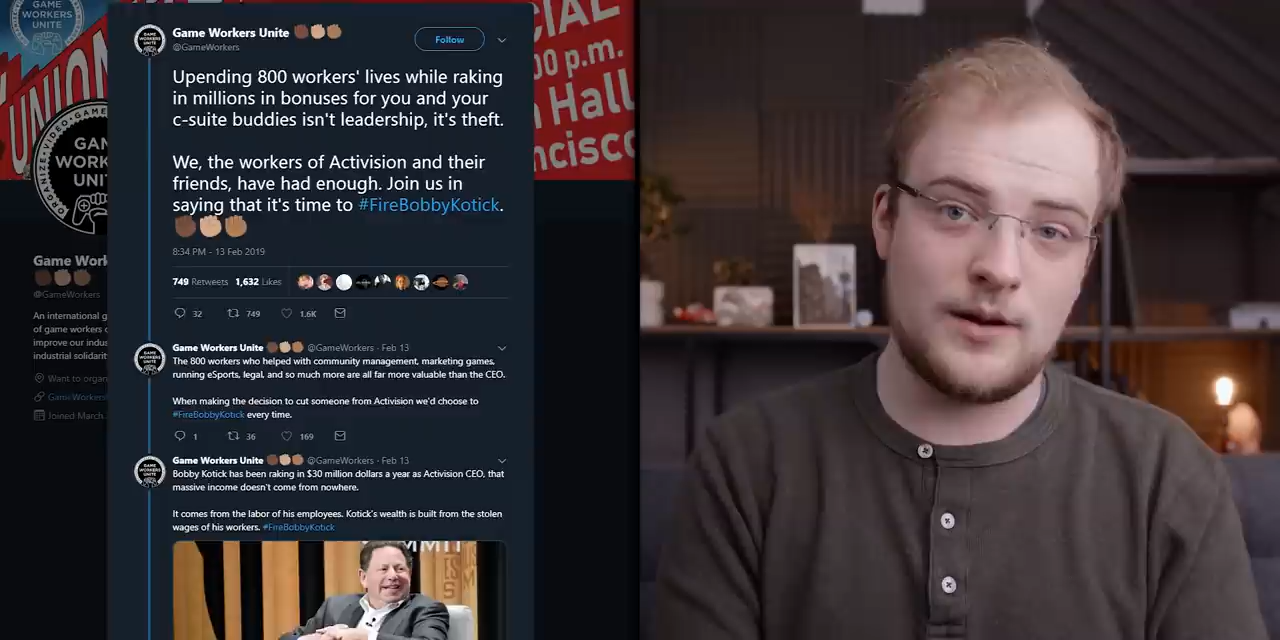 GAME
WORKERS
UNITE
Game Workers Unite
@GameWorkers
Follow
Upending 800 workers' lives while raking
in millions in bonuses for you and your
c-suite buddies isn't leadership, it's theft.
We, the workers of Activision and their
friends, have had enough. Join us in
saying that it's time to #FireBobbyKotick.
8:34 PM - 13 Feb 2019
749 Retweets 1,632 Likes
32 749 1.6K
Game Workers Unite @GameWorkers · Feb 13
The 800 workers who helped with community management, marketing games,
running eSports, legal, and so much more are all far more valuable than the CEO.
When making the decision to cut someone from Activision we'd choose to
#FireBobbyKotick every time.
1 36 169
Game Workers Unite @GameWorkers · Feb 13
Bobby Kotick has been raking in $30 million dollars a year as Activision CEO, that
massive income doesn't come from nowhere.
It comes from the labor of his employees. Kotick's wealth is built from the stolen
wages of his workers. #FireBobbyKotick
UNION
CIAL
00 p.m.
Hall
ncisco
GAM
WORK
UNI
Game Work
@GameWorkers
An international g
of game workers
improve our indus
industrial solidarit
Want to organ
GameWorkers
Joined March